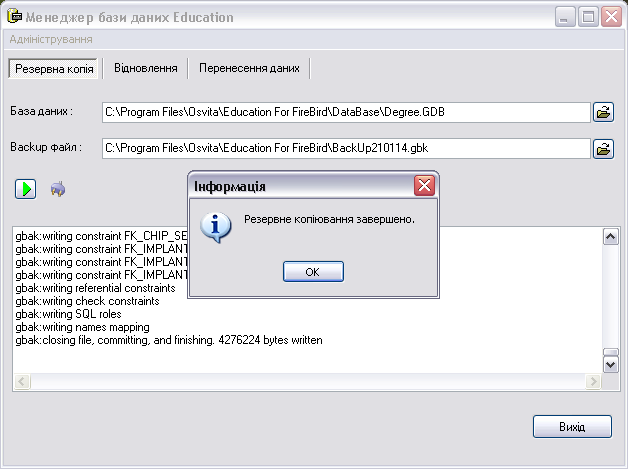 Менеджер бази даних Education
Адміністрування
Резервна копія
Відновлення
Перенесення даних
База даних :
C:\Program Files\Osvita\Education For FireBird\DataBase\Degree.GDB
Backup файл :
C:\Program Files\Osvita\Education For FireBird\BackUp210114.gbk
Інформація
Резервне копіювання завершено.
OK
gbak:writing constraint FK_CHIP_SE
gbak:writing constraint FK_IMPLANT
gbak:writing constraint FK_IMPLANT
gbak:writing constraint FK_IMPLANT
gbak:writing referential constraints
gbak:writing check constraints
gbak:writing SQL roles
gbak:writing names mapping
gbak:closing file, committing, and finishing. 4276224 bytes written
Вихід